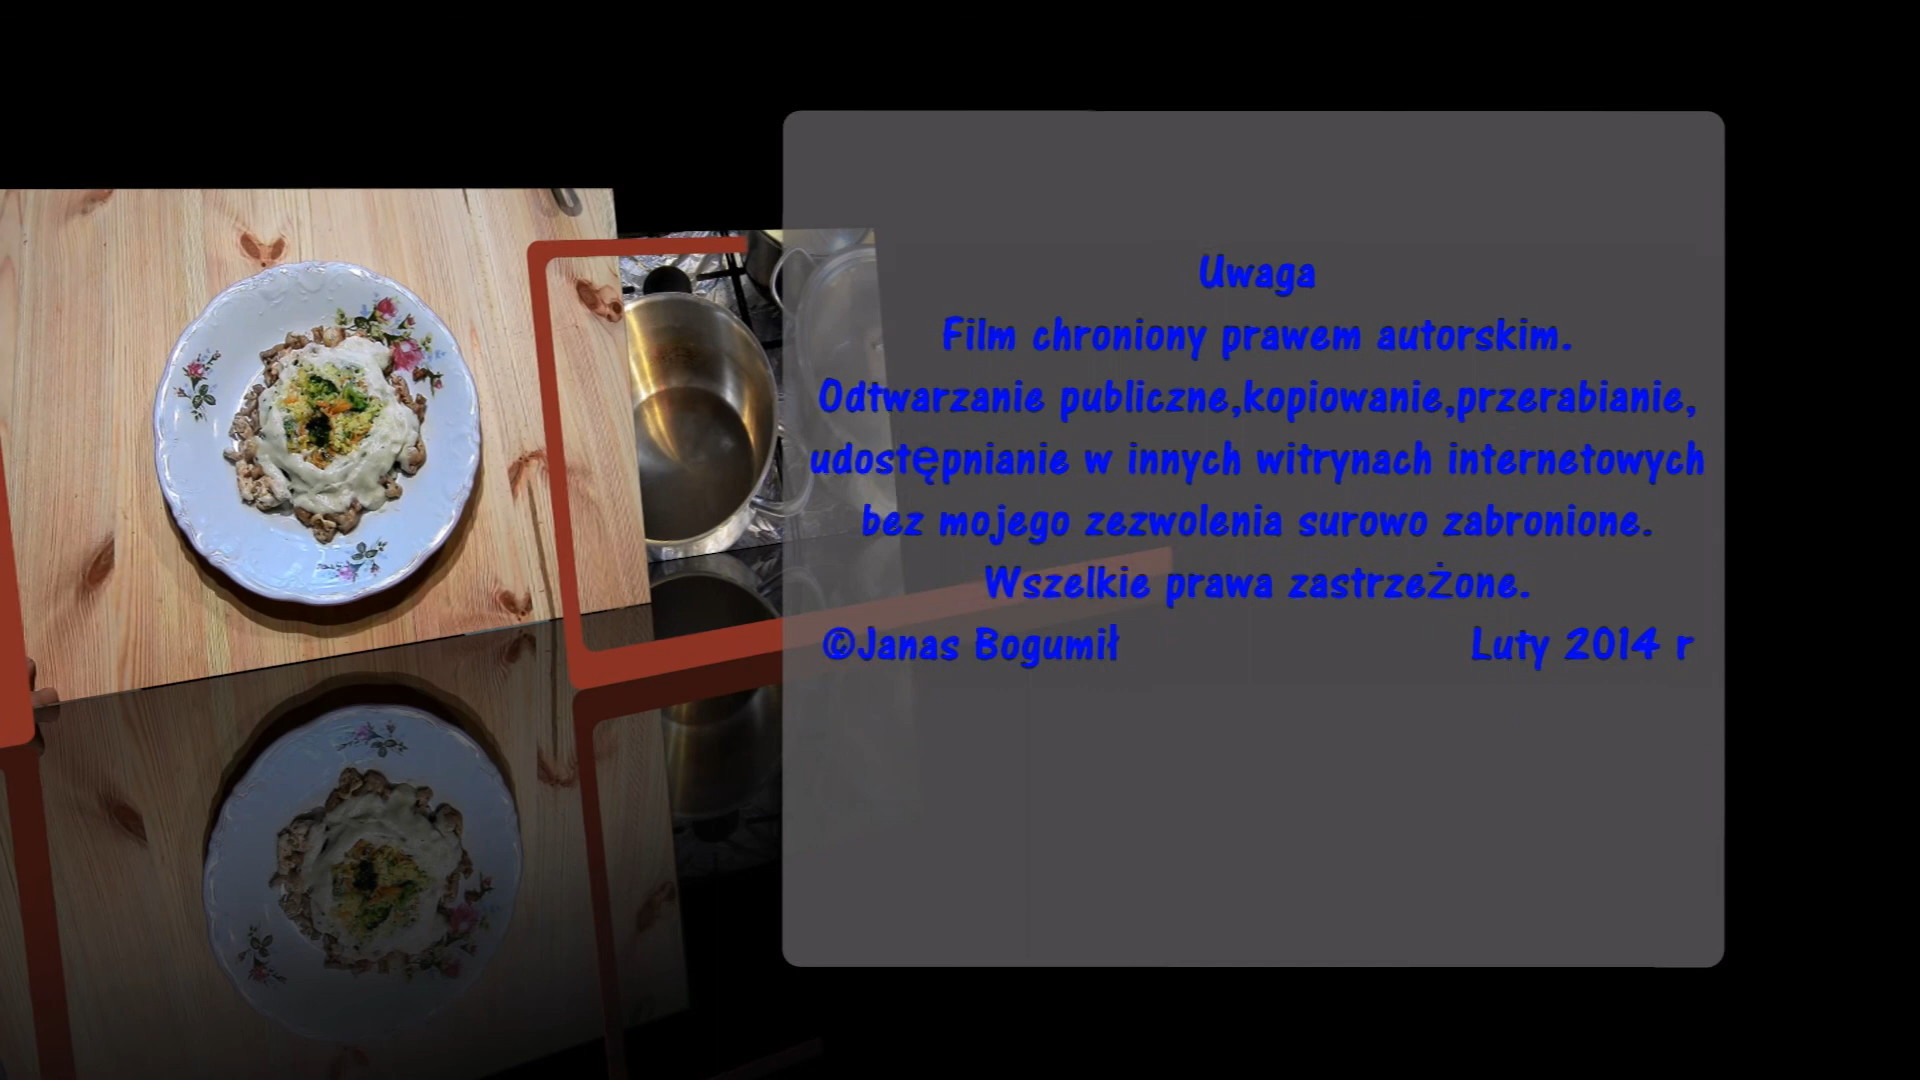 Uwaga
Film chroniony prawem autorskim.
Odtwarzanie publiczne,kopiowanie,przerabianie,
udostępnianie w innych witrynach internetowych
bez mojego zezwolenia surowo zabronione.
Wszelkie prawa zastrzeżone.
©Janas Bogumił Luty 2014 r